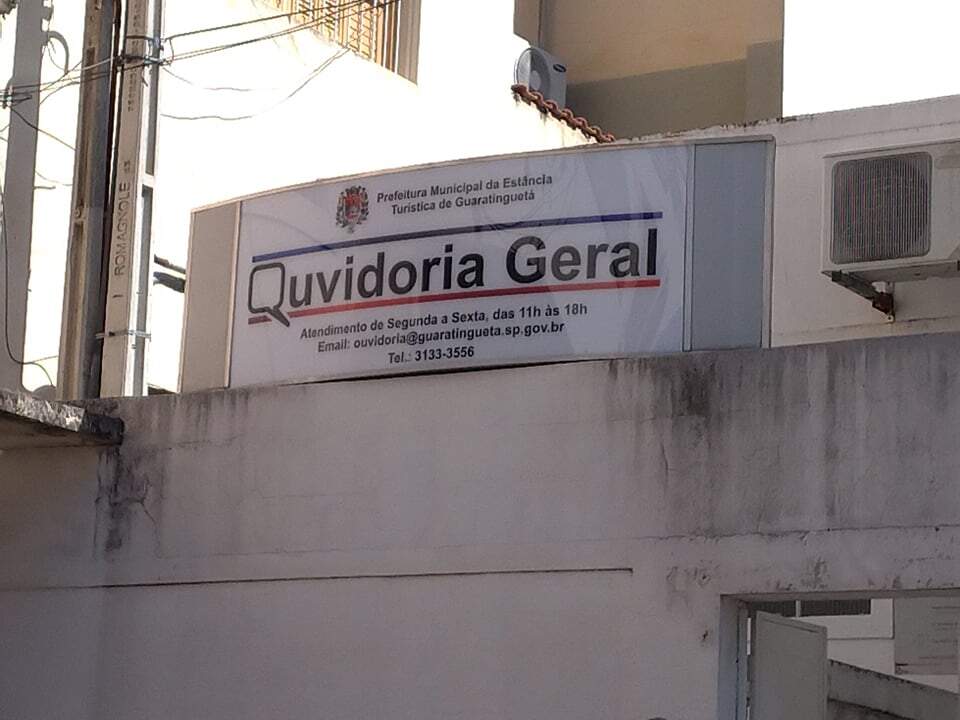 Prefeitura Municipal da Estância
Turística de Guaratinguetá
Ouvidoria Geral
Atendimento de Segunda a Sexta, das 11h às 18h
Email: ouvidoria@guaratingueta.sp.gov.br
Tel.: 3133-3556
ROMAGNOLE